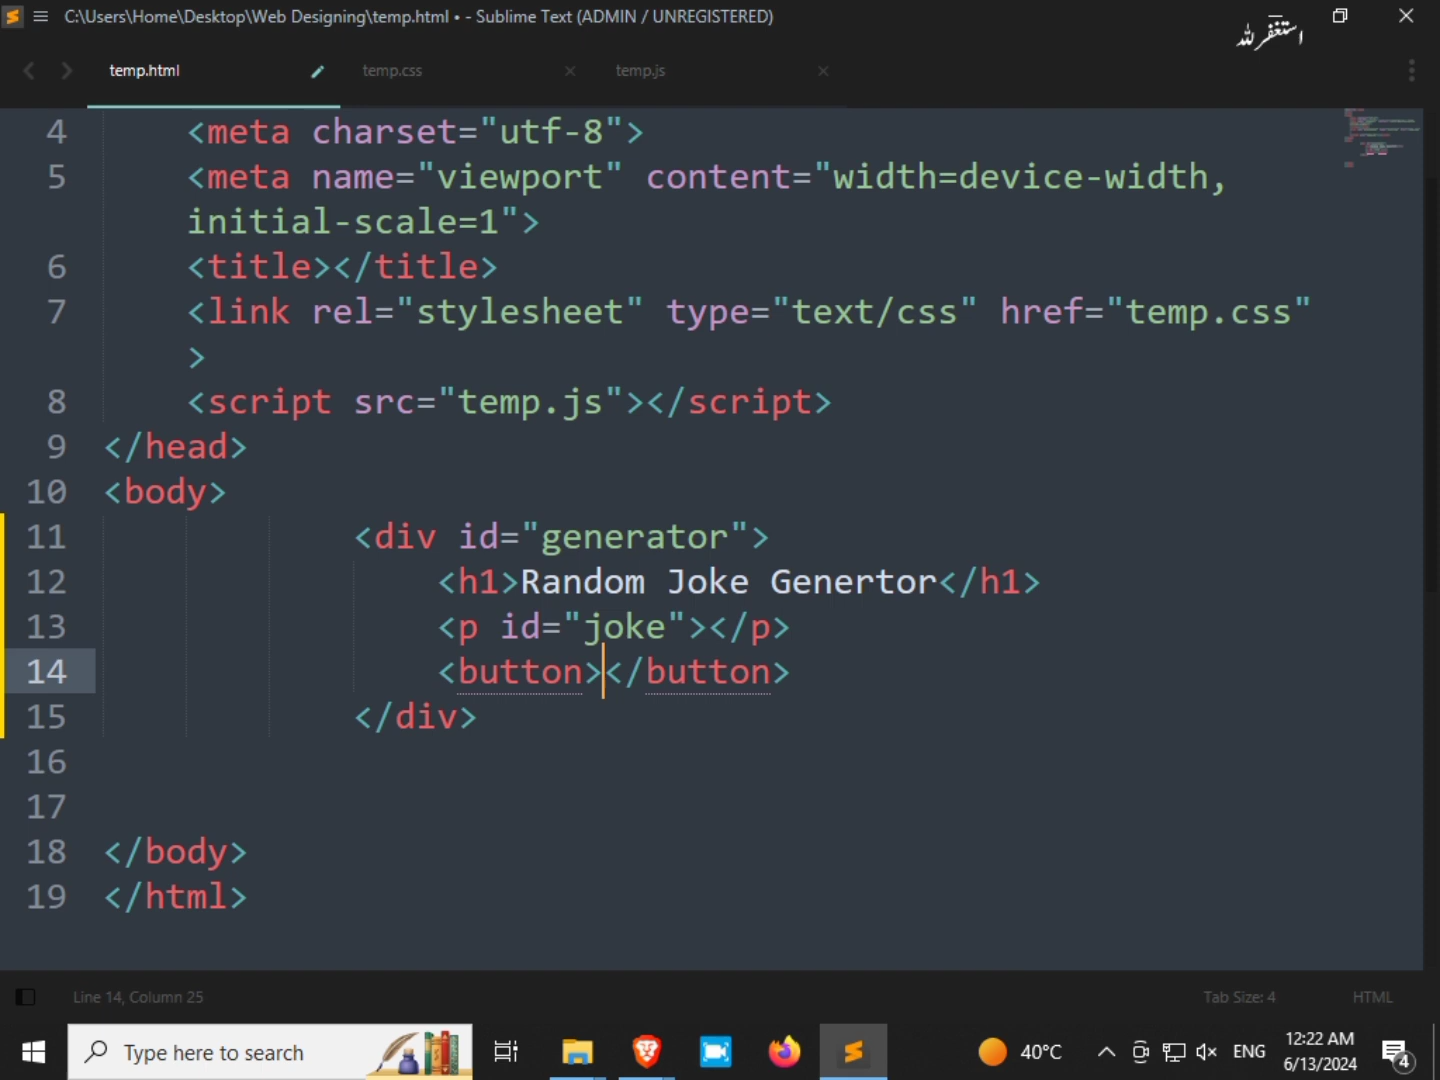 C:\Users\Home\Desktop\Web Designing\temp.html • - Sublime Text (ADMIN / UNREGISTERED)
استغفرللہ
temp.html
temp.css
temp.js
4 <meta charset="utf-8">
5 <meta name="viewport" content="width=device-width,
initial-scale=1">
6 <title></title>
7 <link rel="stylesheet" type="text/css" href="temp.css"
>
8 <script src="temp.js"></script>
9 </head>
10 <body>
11 <div id="generator">
12 <h1>Random Joke Genertor</h1>
13 <p id="joke"></p>
14 <button></button>
15 </div>
16
17
18 </body>
19 </html>
Line 14, Column 25
Tab Size: 4
HTML
Type here to search
40°C
ENG
12:22 AM
6/13/2024
4